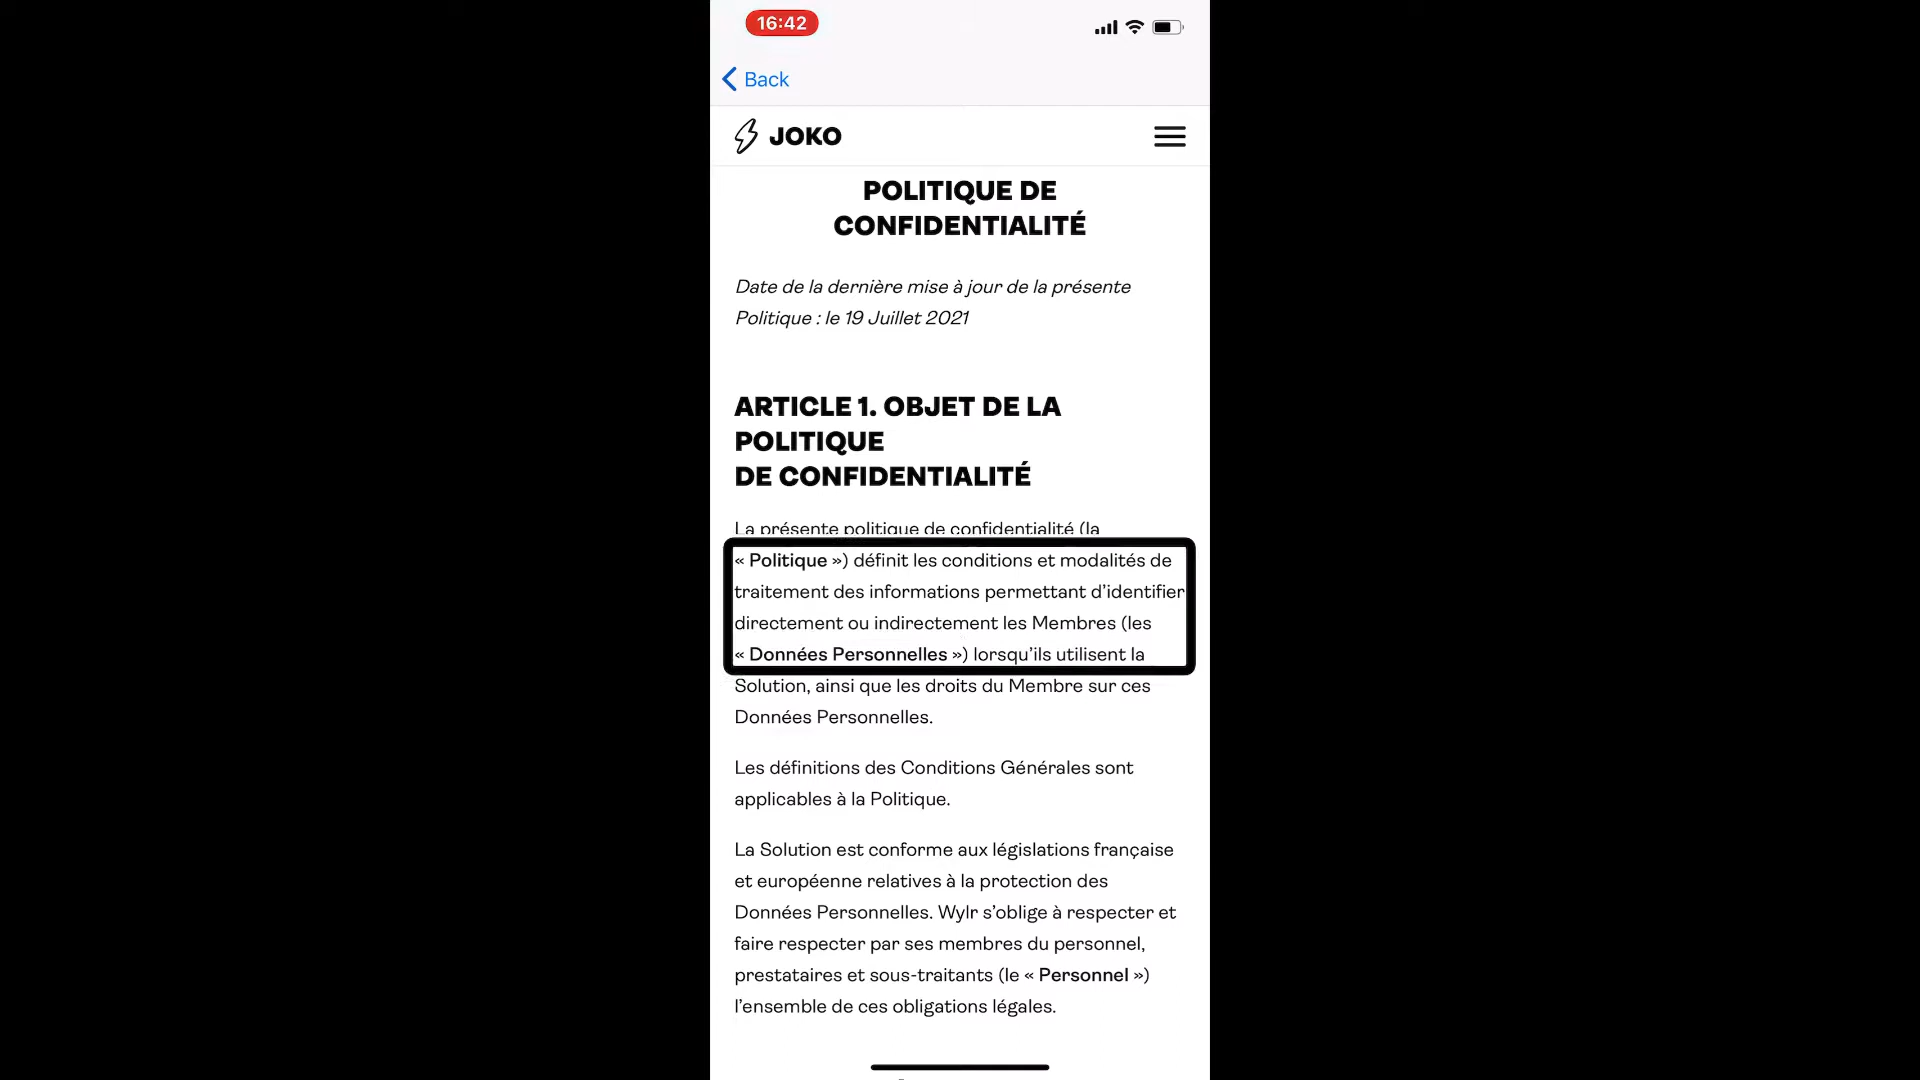 16:42
Back
JOKO
POLITIQUE DE
CONFIDENTIALITÉ
Date de la dernière mise à jour de la présente
Politique : le 19 Juillet 2021
ARTICLE 1. OBJET DE LA
POLITIQUE
DE CONFIDENTIALITÉ
La présente politique de confidentialité (la
« Politique ») définit les conditions et modalités de
traitement des informations permettant d’identifier
directement ou indirectement les Membres (les
« Données Personnelles ») lorsqu’ils utilisent la
Solution, ainsi que les droits du Membre sur ces
Données Personnelles.
Les définitions des Conditions Générales sont
applicables à la Politique.
La Solution est conforme aux législations française
et européenne relatives à la protection des
Données Personnelles. Wylr s’oblige à respecter et
faire respecter par ses membres du personnel,
prestataires et sous-traitants (le « Personnel »)
l’ensemble de ces obligations légales.